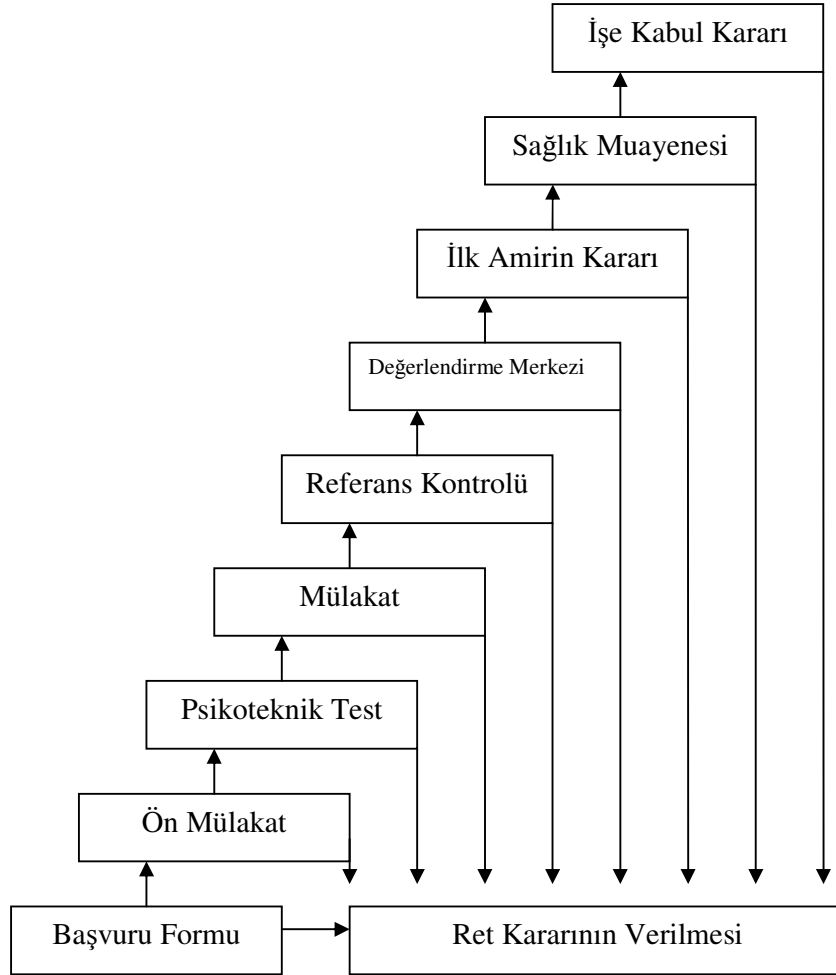 İşe Kabul Kararı
Sağlık Muayenesi
İlk Amirin Kararı
Değerlendirme Merkezi
Referans Kontrolü
Mülakat
Psikoteknik Test
Ön Mülakat
Başvuru Formu
Ret Kararının Verilmesi